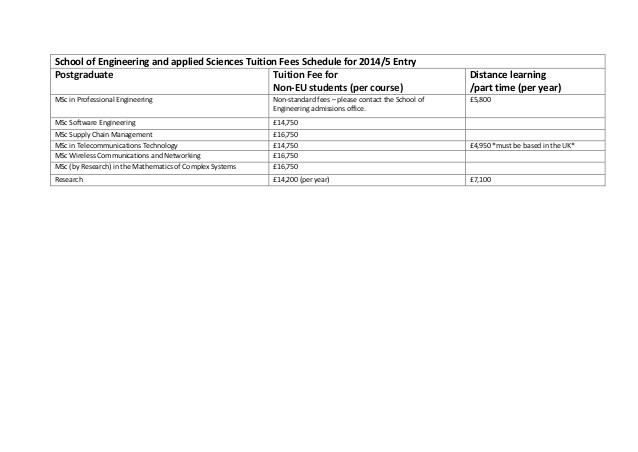 School of Engineering and applied Sciences Tuition Fees Schedule for 2014/5 Entry
Postgraduate
Tuition Fee for
Non-EU students (per course)
Distance learning
/part time (per year)
MSc in Professional Engineering
Non-standard fees – please contact the School of
Engineering admissions office.
£5,800
MSc Software Engineering
£14,750
MSc Supply Chain Management
£16,750
MSc in Telecommunications Technology
£14,750
£4,950 *must be based in the UK*
MSc Wireless Communications and Networking
£16,750
MSc (by Research) in the Mathematics of Complex Systems
£16,750
Research
£14,200 (per year)
£7,100